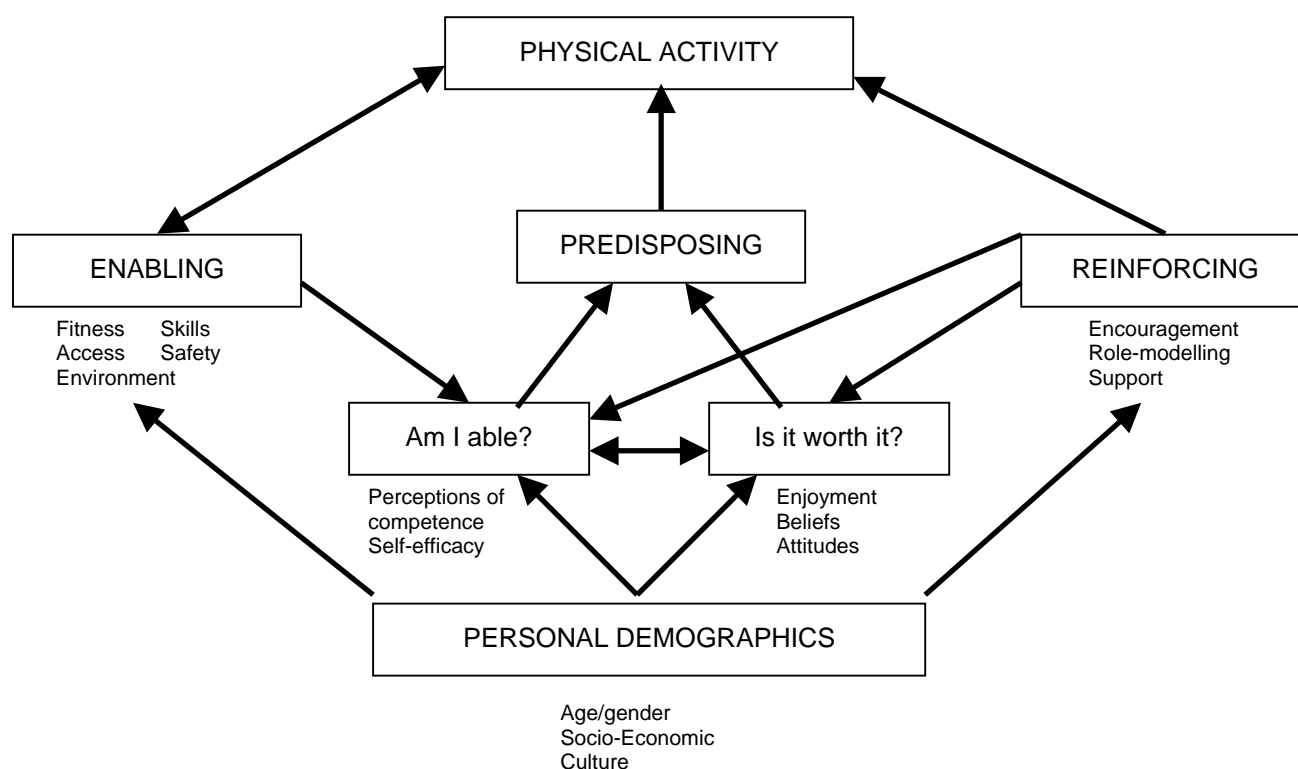 PHYSICAL ACTIVITY
PREDISPOSING
ENABLING
REINFORCING
Fitness Skills
Access Safety
Environment
Encouragement
Role-modelling
Support
Am I able?
Is it worth it?
Perceptions of
competence
Self-efficacy
Enjoyment
Beliefs
Attitudes
PERSONAL DEMOGRAPHICS
Age/gender
Socio-Economic
Culture